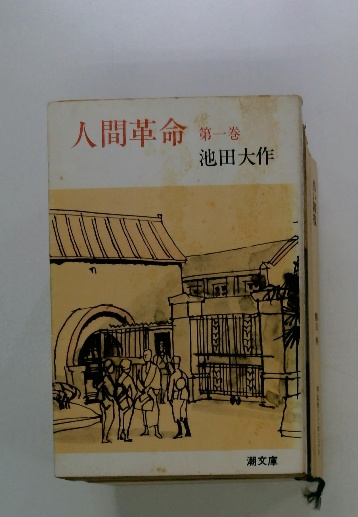 人間革命 第一巻
池田大作
潮文庫